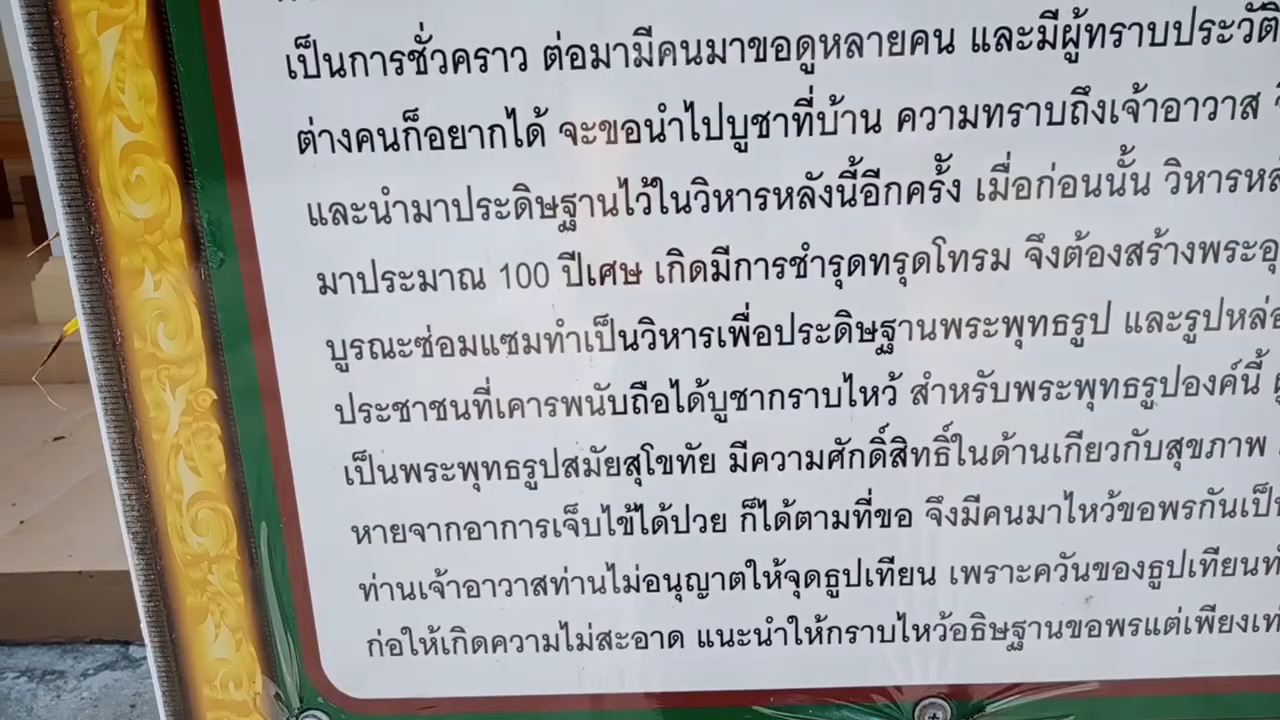 เป็นการชั่วคราว ต่อมามีคนมาขอดูหลายคน และมีผู้ทราบประวัติ
ต่างคนก็อยากได้ จะขอนำไปบูชาที่บ้าน ความทราบถึงเจ้าอาวาส
และนำมาประดิษฐานไว้ในวิหารหลังนี้อีกครั้ง เมื่อก่อนนั้น วิหารหลั
มาประมาณ 100 ปีเศษ เกิดมีการชำรุดทรุดโทรม จึงต้องสร้างพระอุ
บูรณะซ่อมแซมทำเป็นวิหารเพื่อประดิษฐานพระพุทธรูป และรูปหล่อ
ประชาชนที่เคารพนับถือได้บูชากราบไหว้ สำหรับพระพุทธรูปองค์นี้
เป็นพระพุทธรูปสมัยสุโขทัย มีความศักดิ์สิทธิ์ในด้านเกียวกับสุขภาพ
หายจากอาการเจ็บไข้ได้ป่วย ก็ได้ตามที่ขอ จึงมีคนมาไหว้ขอพรกันเป็
ท่านเจ้าอาวาสท่านไม่อนุญาตให้จุดธูปเทียน เพราะควันของธูปเทียน
ก่อให้เกิดความไม่สะอาด แนะนำให้กราบไหว้อธิษฐานขอพรแต่เพียงเท